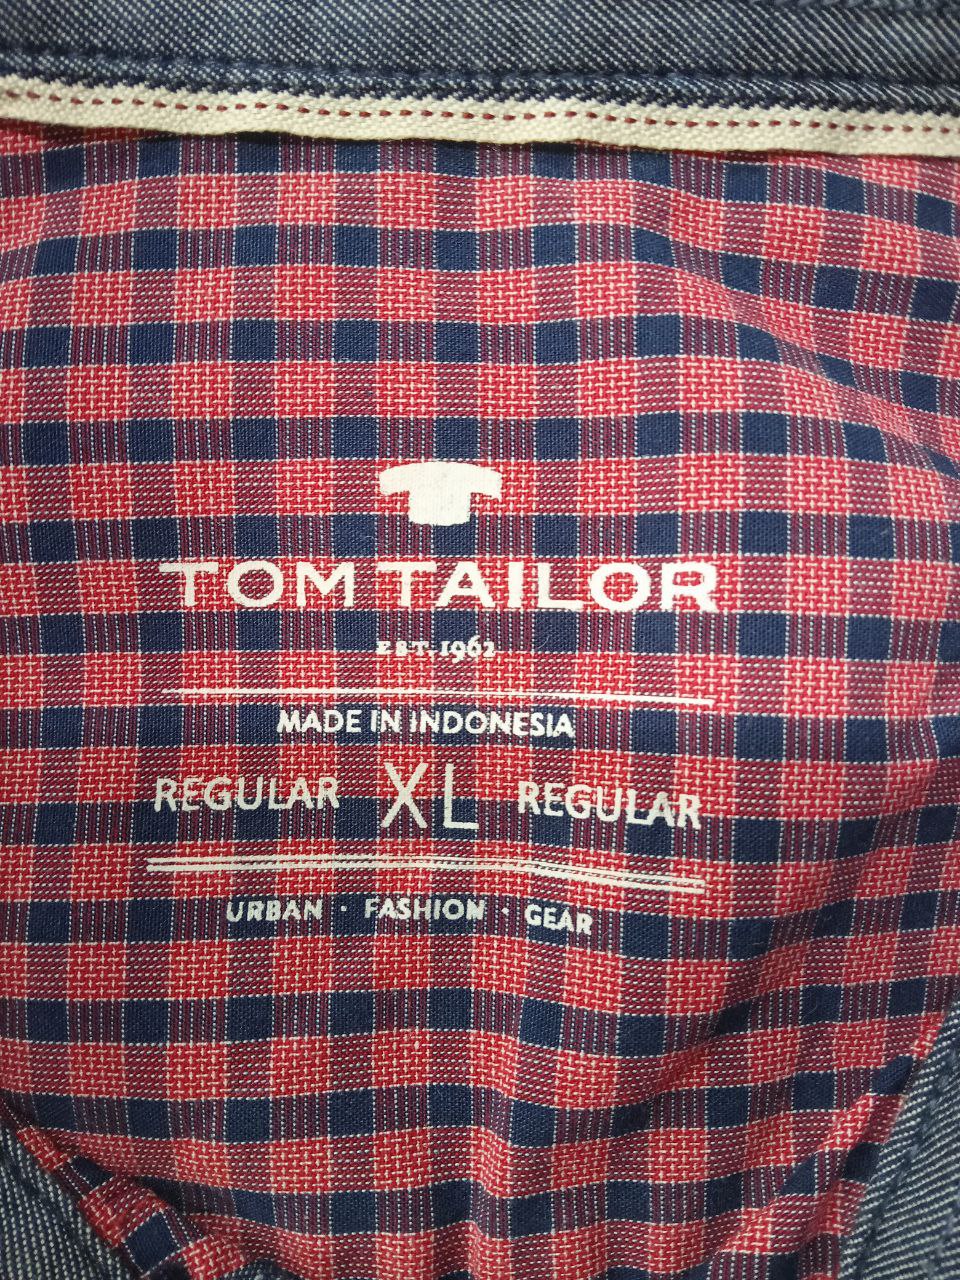 TOM TAILOR
EST. 1962
MADE IN INDONESIA
REGULAR XL REGULAR
URBAN · FASHION · GEAR